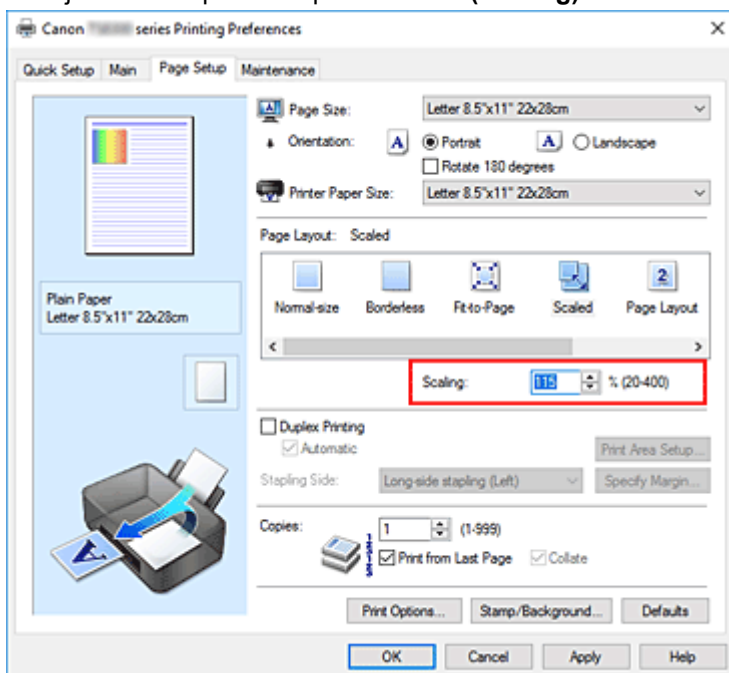 (
Canon series Printing Preferences
Quick Setup Main Page Setup Maintenance
Page Size: Letter 8.5"x11" 22x28cm
Orientation: A Portrait A Landscape
Rotate 180 degrees
Printer Paper Size: Letter 8.5"x11" 22x28cm
Page Layout: Scaled
2
Normal-size Borderless Fit-to-Page Scaled Page Layout
Plain Paper
Letter 8.5"x11" 22x28cm
Scaling: 115 % (20-400)
Duplex Printing
Automatic Print Area Setup...
Stapling Side: Long-side stapling (Left) Specify Margin...
Copies: 1 (1-999)
Print from Last Page Collate
A
Print Options... Stamp/Background... Defaults
OK Cancel Apply Help